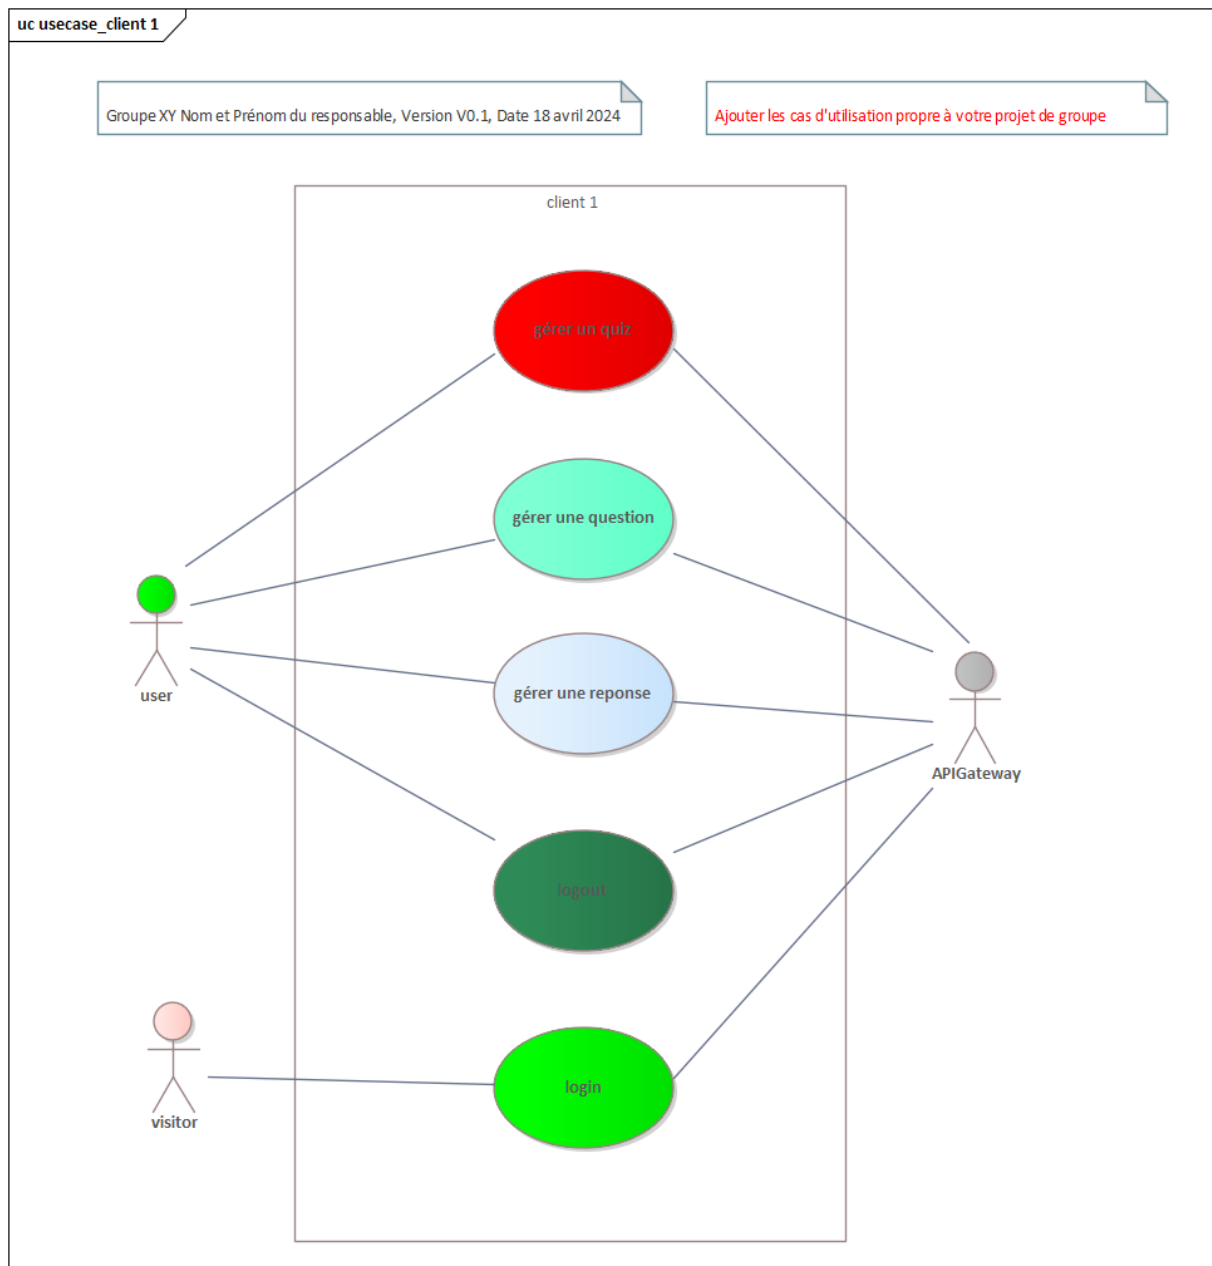 uc usecase_client 1
Groupe XY Nom et Prénom du responsable, Version V0.1, Date 18 avril 2024
Ajouter les cas d'utilisation propre à votre projet de groupe
client 1
gérer un quiz
gérer une question
user
gérer une reponse
APIGateway
logout
visitor
login